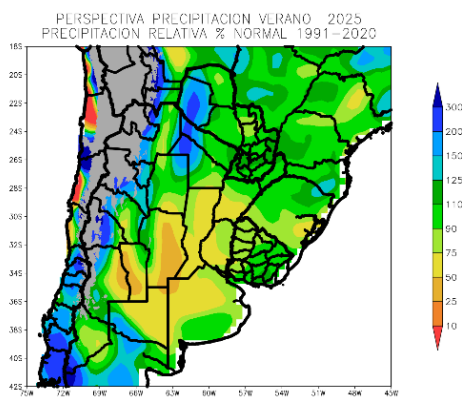 PERSPECTIVA PRECIPITACION VERANO 2025
PRECIPITACION RELATIVA % NORMAL 1991-2020
18S
20S
22S
24S
26S
28S
30S
32S
34S
36S
38S
40S
42S
75W 72W 69W 66W 63W 60W 57W 54W 51W 48W 45W
300
200
150
125
110
90
75
50
25
10